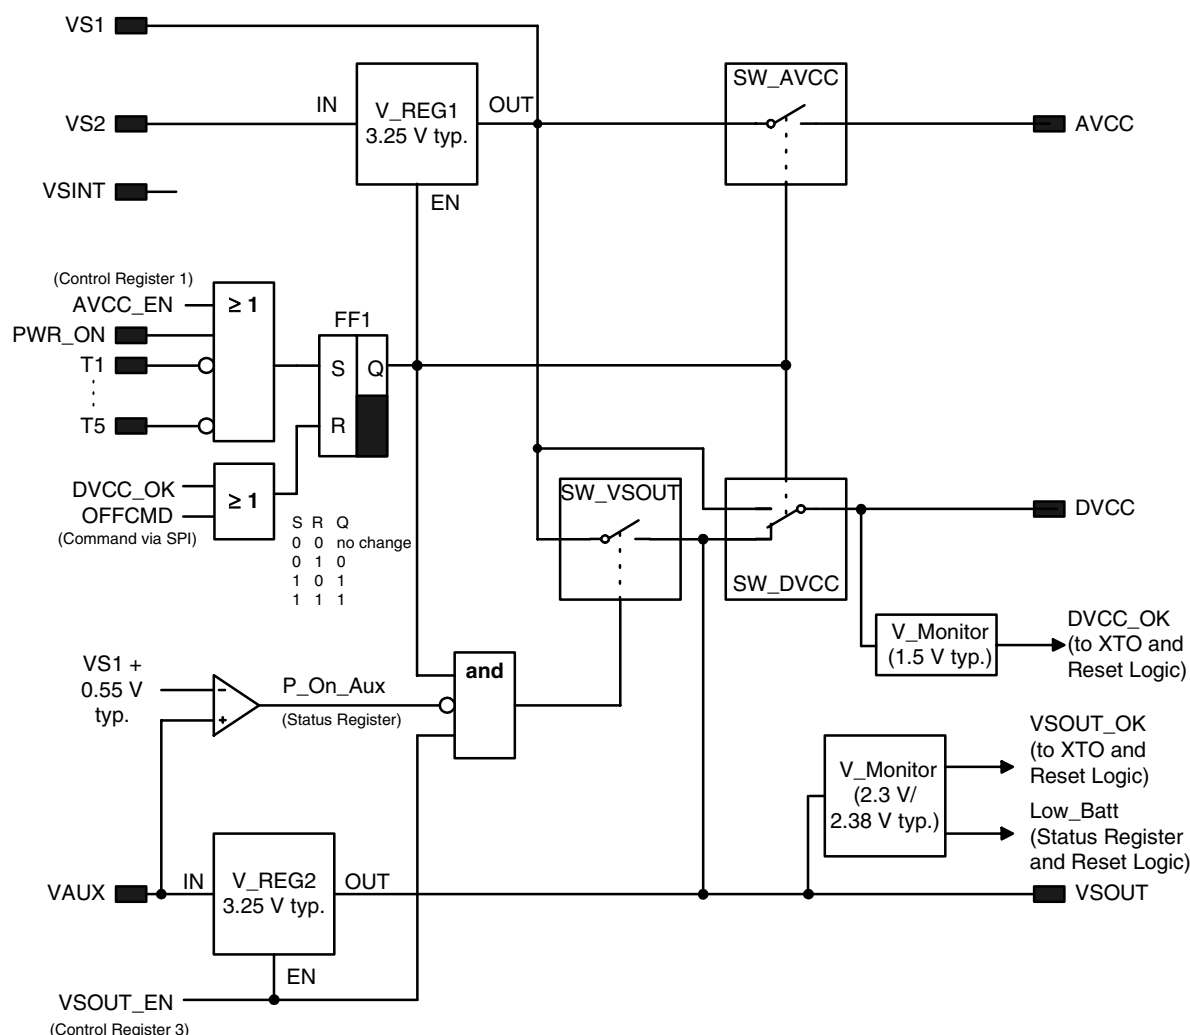 VS1
SW_AVCC
IN
V_REG1
3.25 V typ.
OUT
VS2
AVCC
VSINT
EN
(Control Register 1)
AVCC_EN
≥ 1
PWR_ON
FF1
T1
S
Q
T5
R
DVCC_OK
≥ 1
OFFCMD
(Command via SPI)
S R Q
0 0 no change
0 1 0
1 0 1
1 1 1
SW_VSOUT
DVCC
SW_DVCC
V_Monitor
(1.5 V typ.)
DVCC_OK
(to XTO and
Reset Logic)
VS1 +
0.55 V
typ.
-
+
P_On_Aux
(Status Register)
and
VSOUT_OK
(to XTO and
Reset Logic)
V_Monitor
(2.3 V/
2.38 V typ.)
Low_Batt
(Status Register
and Reset Logic)
VAUX
IN
V_REG2
3.25 V typ.
OUT
VSOUT
EN
VSOUT_EN
(Control Register 3)